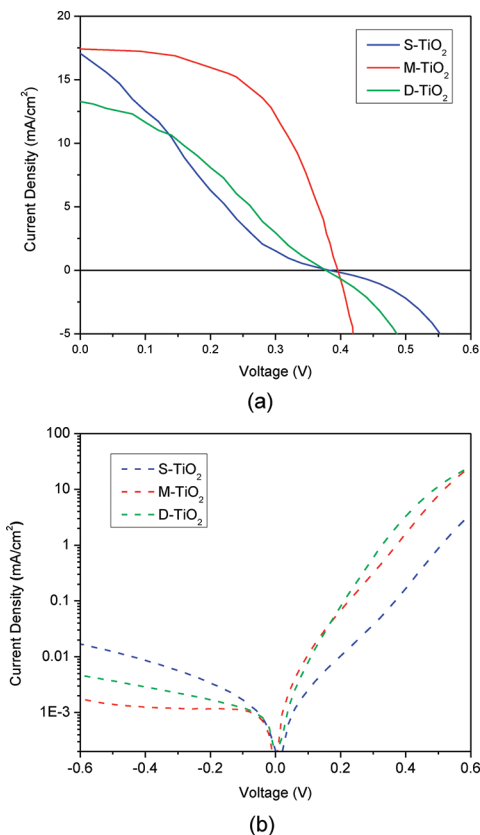 20
15
10
5
0
-5
Current Density (mA/cm²)
S-TiO₂
M-TiO₂
D-TiO₂
0.0 0.1 0.2 0.3 0.4 0.5 0.6
Voltage (V)
(a)
100
10
1
0.1
0.01
1E-3
Current Density (mA/cm²)
S-TiO₂
M-TiO₂
D-TiO₂
-0.6 -0.4 -0.2 0.0 0.2 0.4 0.6
Voltage (V)
(b)